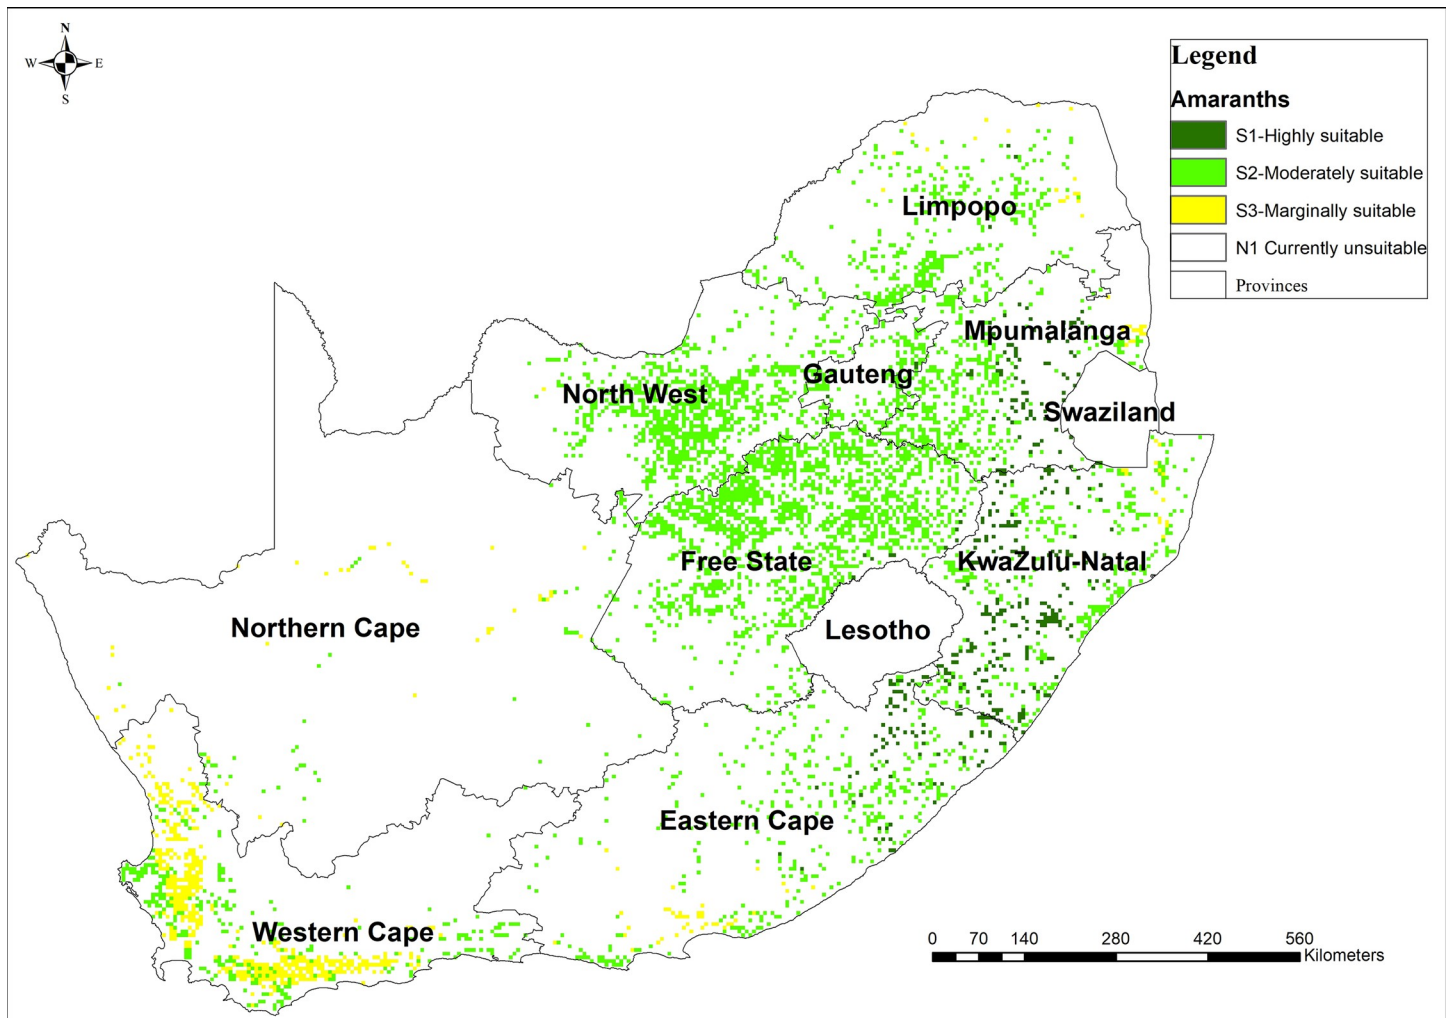 N
W E
S
Legend
Amaranths
S1-Highly suitable
S2-Moderately suitable
S3-Marginally suitable
N1 Currently unsuitable
Provinces
Limpopo
Mpumalanga
Gauteng
North West
Swaziland
Free State
KwaZulu-Natal
Northern Cape
Lesotho
Eastern Cape
Western Cape
0 70 140 280 420 560
Kilometers